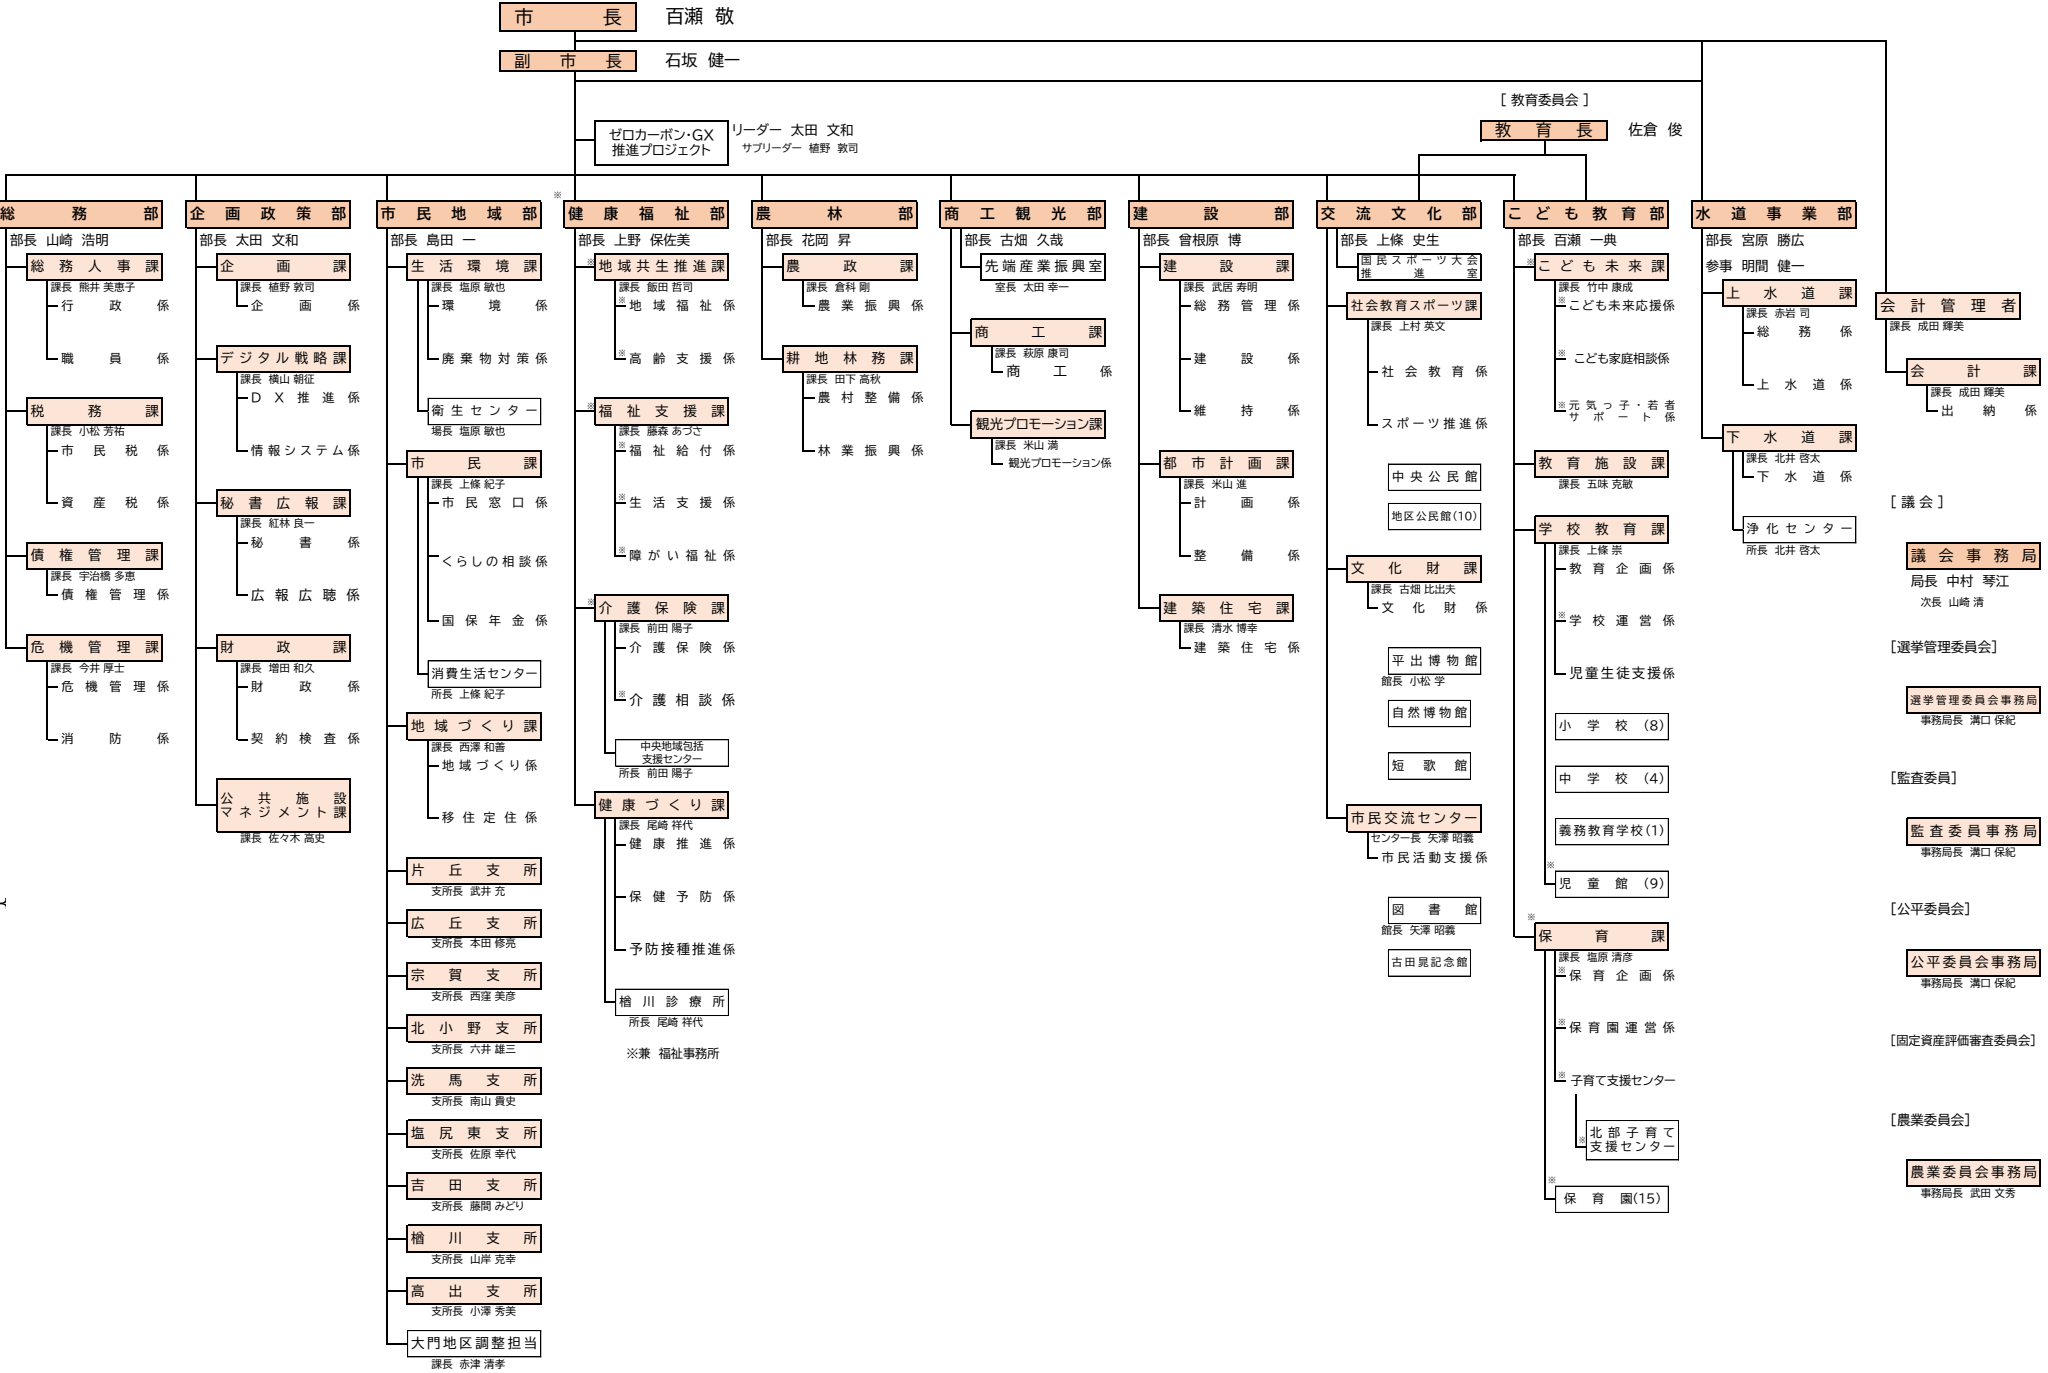 市長 百瀬 敬
副市長 石坂 健一
[ 教育委員会 ]
教育長 佐倉 俊
ゼロカーボン・GX
推進プロジェクト
リーダー 太田 文和
サブリーダー 植野 敦司
総務部
部長 山崎 浩明
総務人事課
課長 熊井 美恵子
行政係
職員係
税務課
課長 小松 芳祐
市民税係
資産税係
債権管理課
課長 宇治橋 多恵
債権管理係
危機管理課
課長 今井 厚士
危機管理係
消防係
企画政策部
部長 太田 文和
企画課
課長 植野 敦司
企画係
デジタル戦略課
課長 横山 朝征
DX推進係
情報システム係
秘書広報課
課長 紅林 良一
秘書係
広報広聴係
財政課
課長 増田 和久
財政係
契約検査係
公共施設
マネジメント課
課長 佐々木 高史
市民地域部
部長 島田 一
生活環境課
課長 塩原 敏也
環境係
廃棄物対策係
衛生センター
場長 塩原 敏也
市民課
課長 上條 紀子
市民窓口係
くらしの相談係
国保年金係
消費生活センター
所長 上條 紀子
地域づくり課
課長 西澤 和善
地域づくり係
移住定住係
片丘支所
支所長 武井 充
広丘支所
支所長 本田 修亮
宗賀支所
支所長 西窪 美彦
北小野支所
支所長 六井 雄三
洗馬支所
支所長 南山 貴史
塩尻東支所
支所長 佐原 幸代
吉田支所
支所長 藤間 みどり
楢川支所
支所長 山岸 克幸
高出支所
支所長 小澤 秀美
大門地区調整担当
課長 赤津 清孝
※
健康福祉部
部長 上野 保佐美
※地域共生推進課
課長 飯田 哲司
※地域福祉係
※高齢支援係
※福祉支援課
課長 藤森 あづさ
※福祉給付係
※生活支援係
※障がい福祉係
※介護保険課
課長 前田 陽子
介護保険係
※介護相談係
中央地域包括
支援センター
所長 前田 陽子
健康づくり課
課長 尾崎 祥代
健康推進係
保健予防係
予防接種推進係
楢川診療所
所長 尾崎 祥代
※兼 福祉事務所
農林部
部長 花岡 昇
農政課
課長 倉科 剛
農業振興係
耕地林務課
課長 田下 高秋
農村整備係
林業振興係
商工観光部
部長 古畑 久哉
先端産業振興室
室長 太田 幸一
商工課
課長 萩原 康司
商工係
観光プロモーション課
課長 米山 満
観光プロモーション係
建設部
部長 曾根原 博
建設課
課長 武居 寿明
総務管理係
建設係
維持係
都市計画課
課長 米山 進
計画係
整備係
建築住宅課
課長 清水 博幸
建築住宅係
交流文化部
部長 上條 史生
国民スポーツ大会
推進室
社会教育スポーツ課
課長 上村 英文
社会教育係
スポーツ推進係
中央公民館
地区公民館(10)
文化財課
課長 古畑 比出夫
文化財係
平出博物館
館長 小松 学
自然博物館
短歌館
市民交流センター
センター長 矢澤 昭義
市民活動支援係
図書館
館長 矢澤 昭義
古田晁記念館
こども教育部
部長 百瀬 一典
※こども未来課
課長 竹中 康成
※こども未来応援係
※こども家庭相談係
※元気っ子・若者
サポート係
教育施設課
課長 五味 克敏
学校教育課
課長 上條 崇
教育企画係
※学校運営係
児童生徒支援係
小学校(8)
中学校(4)
義務教育学校(1)
※
児童館(9)
※
保育課
課長 塩原 清彦
※保育企画係
※保育園運営係
※子育て支援センター
※北部子育て
支援センター
※
保育園(15)
水道事業部
部長 宮原 勝広
参事 明間 健一
上水道課
課長 赤岩 司
総務係
上水道係
下水道課
課長 北井 啓太
下水道係
浄化センター
所長 北井 啓太
会計管理者
課長 成田 輝美
会計課
課長 成田 輝美
出納係
[ 議会 ]
議会事務局
局長 中村 琴江
次長 山崎 清
[選挙管理委員会]
選挙管理委員会事務局
事務局長 溝口 保紀
[監査委員]
監査委員事務局
事務局長 溝口 保紀
[公平委員会]
公平委員会事務局
事務局長 溝口 保紀
[固定資産評価審査委員会]
[農業委員会]
農業委員会事務局
事務局長 武田 文秀